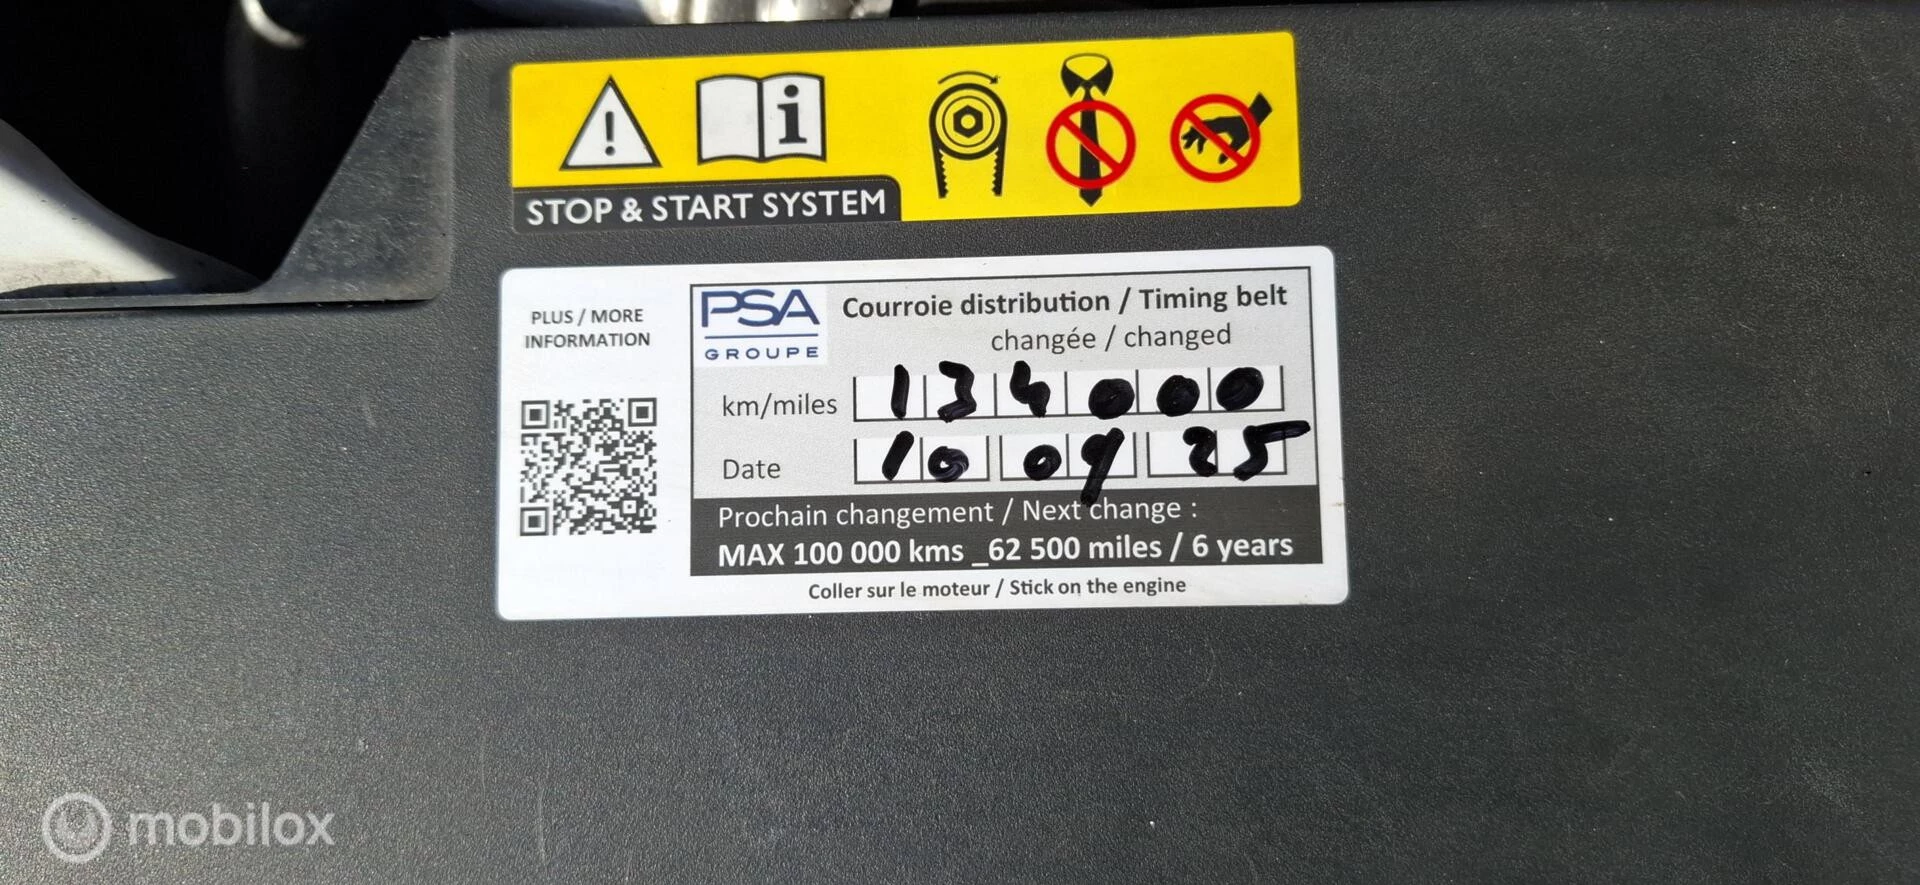 STOP & START SYSTEM
PLUS / MORE
INFORMATION
PSA
GROUPE
Courroie distribution / Timing belt
changée / changed
km/miles 134000
Date 10 09 25
Prochain changement / Next change :
MAX 100 000 kms _62 500 miles / 6 years
Coller sur le moteur / Stick on the engine
mobilox